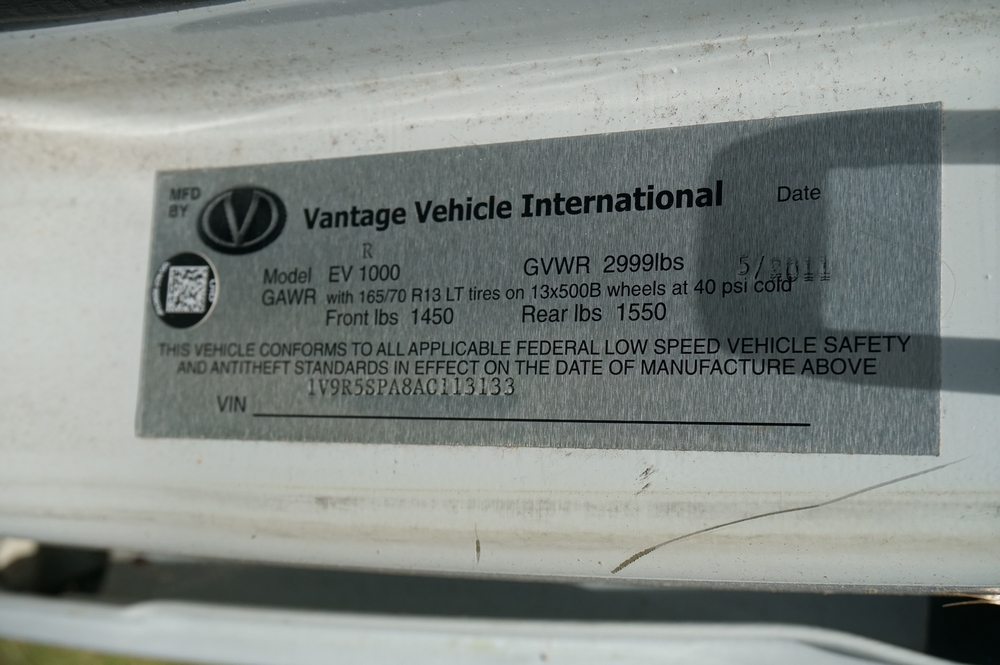 MFD BY V Vantage Vehicle International Date
R
Model EV 1000 GVWR 2999lbs 5/2011
GAWR with 165/70 R13 LT tires on 13x500B wheels at 40 psi cold
Front lbs 1450 Rear lbs 1550
THIS VEHICLE CONFORMS TO ALL APPLICABLE FEDERAL LOW SPEED VEHICLE SAFETY
AND ANTITHEFT STANDARDS IN EFFECT ON THE DATE OF MANUFACTURE ABOVE
1V9R5SPA8AC113133
VIN